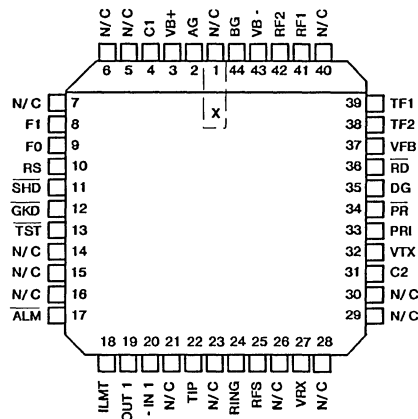 N/C N/C C1 VB+ AG N/C BG VB- RF2 RF1 N/C
6 5 4 3 2 1 44 43 42 41 40
X
N/C 7
F1 8
F0 9
RS 10
SHD 11
GKD 12
TST 13
N/C 14
N/C 15
N/C 16
ALM 17
39 TF1
38 TF2
37 VFB
36 RD
35 DG
34 PR
33 PRI
32 VTX
31 C2
30 N/C
29 N/C
18 19 20 21 22 23 24 25 26 27 28
ILMT OUT 1 -IN 1 N/C TIP N/C RING RFS N/C VRX N/C